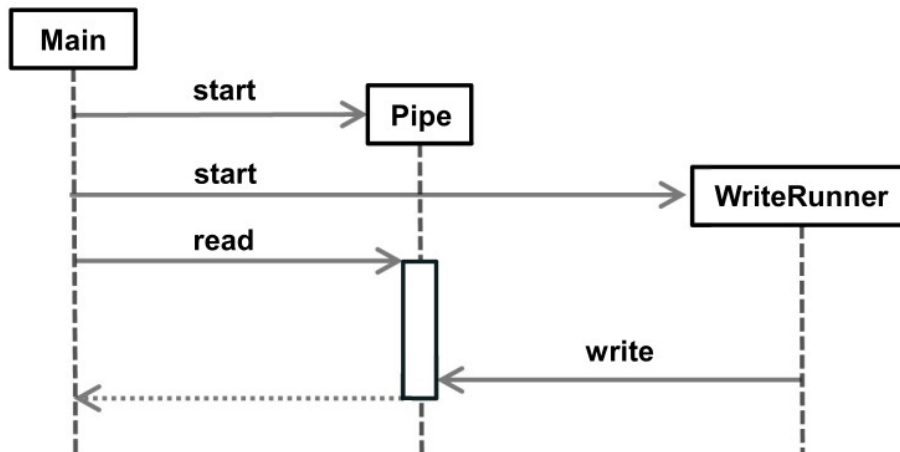 Main
start
Pipe
start
WriteRunner
read
write